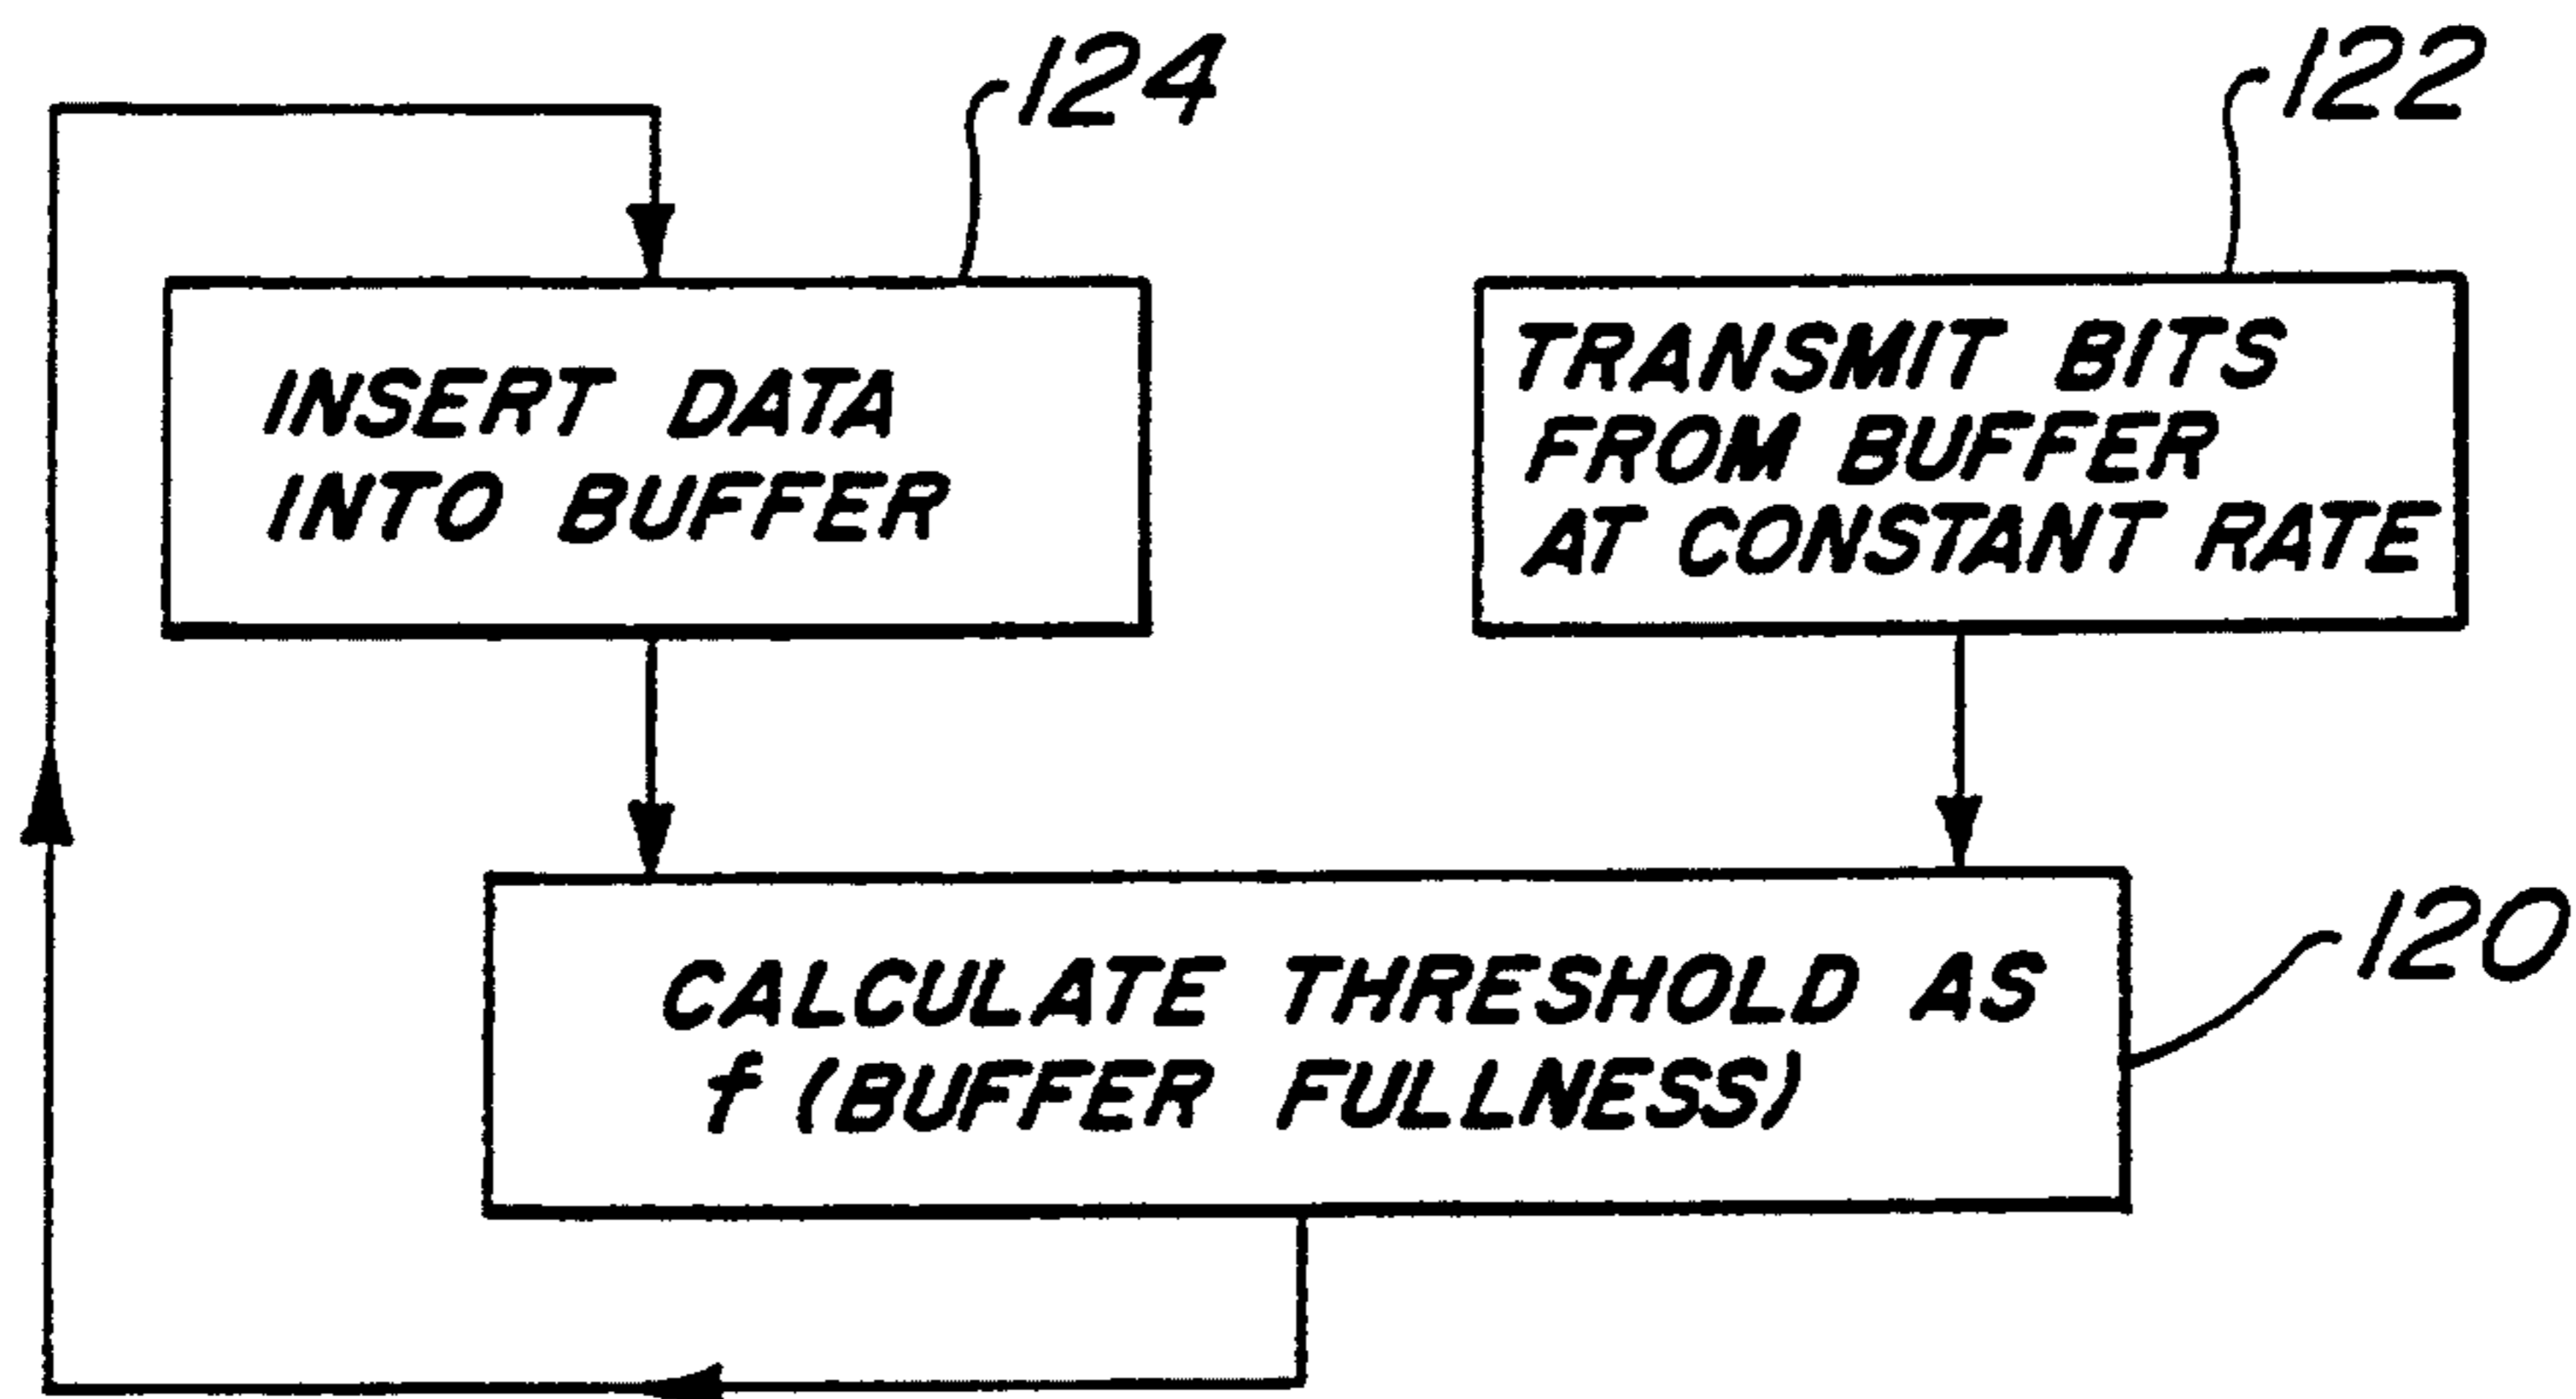 124
122
INSERT DATA
INTO BUFFER
TRANSMIT BITS
FROM BUFFER
AT CONSTANT RATE
CALCULATE THRESHOLD AS
f (BUFFER FULLNESS)
120